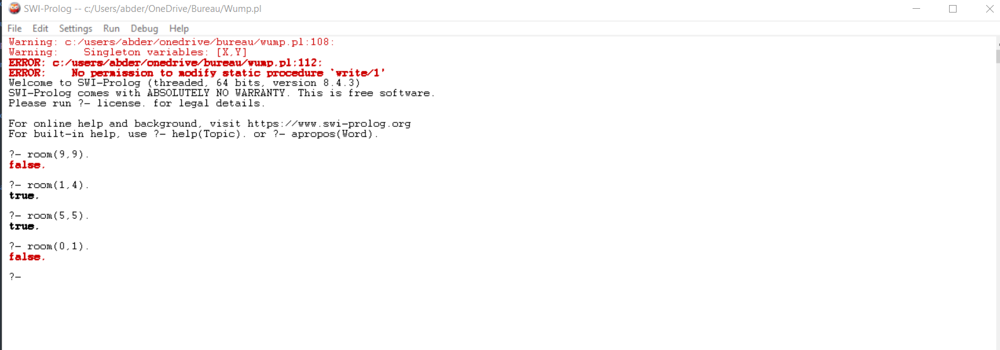 SWI-Prolog -- c:/Users/abder/OneDrive/Bureau/Wump.pl
File Edit Settings Run Debug Help
Warning: c:/users/abder/onedrive/bureau/wump.pl:108:
Warning:    Singleton variables: [X,Y]
ERROR: c:/users/abder/onedrive/bureau/wump.pl:112:
ERROR:    No permission to modify static procedure `write/1'
Welcome to SWI-Prolog (threaded, 64 bits, version 8.4.3)
SWI-Prolog comes with ABSOLUTELY NO WARRANTY. This is free software.
Please run ?- license. for legal details.
For online help and background, visit https://www.swi-prolog.org
For built-in help, use ?- help(Topic). or ?- apropos(Word).
?- room(9,9).
false.
?- room(1,4).
true.
?- room(5,5).
true.
?- room(0,1).
false.
?-